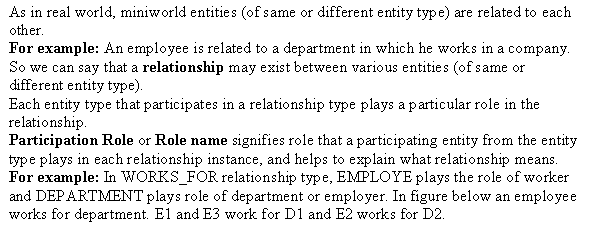 As in real world, miniworld entities (of same or different entity type) are related to each
other.
For example: An employee is related to a department in which he works in a company.
So we can say that a relationship may exist between various entities (of same or
different entity type).
Each entity type that participates in a relationship type plays a particular role in the
relationship.
Participation Role or Role name signifies role that a participating entity from the entity
type plays in each relationship instance, and helps to explain what relationship means.
For example: In WORKS_FOR relationship type, EMPLOYE plays the role of worker
and DEPARTMENT plays role of department or employer. In figure below an employee
works for department. E1 and E3 work for D1 and E2 works for D2.